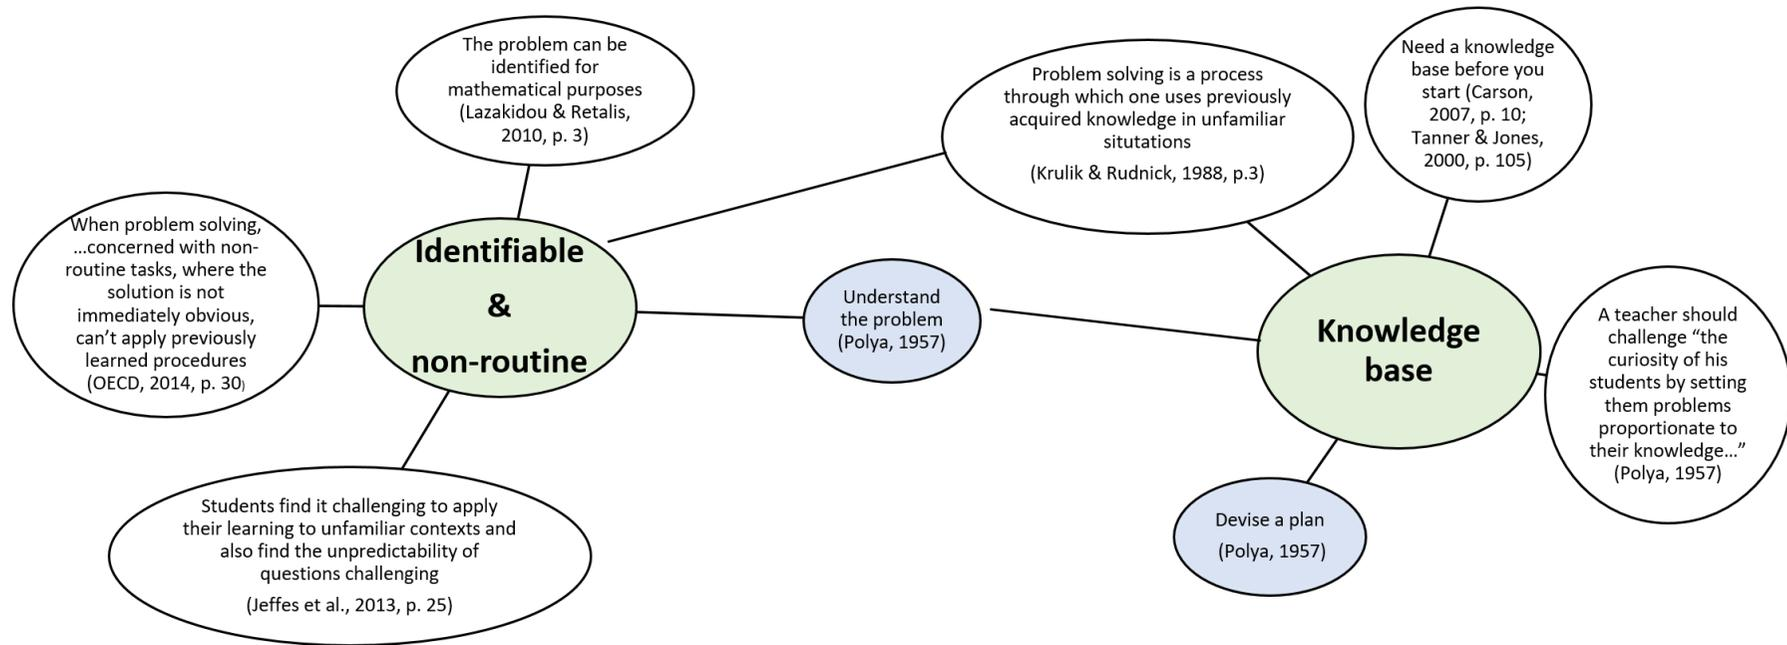 The problem can be
identified for
mathematical purposes
(Lazakidou & Retalis,
2010, p. 3)
Problem solving is a process
through which one uses previously
acquired knowledge in unfamiliar
situtations
(Krulik & Rudnick, 1988, p.3)
Need a knowledge
base before you
start (Carson,
2007, p. 10;
Tanner & Jones,
2000, p. 105)
When problem solving,
…concerned with non-
routine tasks, where the
solution is not
immediately obvious,
can’t apply previously
learned procedures
(OECD, 2014, p. 30)
Identifiable
&
non-routine
Understand
the problem
(Polya, 1957)
Knowledge
base
A teacher should
challenge “the
curiosity of his
students by setting
them problems
proportionate to
their knowledge…”
(Polya, 1957)
Students find it challenging to apply
their learning to unfamiliar contexts and
also find the unpredictability of
questions challenging
(Jeffes et al., 2013, p. 25)
Devise a plan
(Polya, 1957)